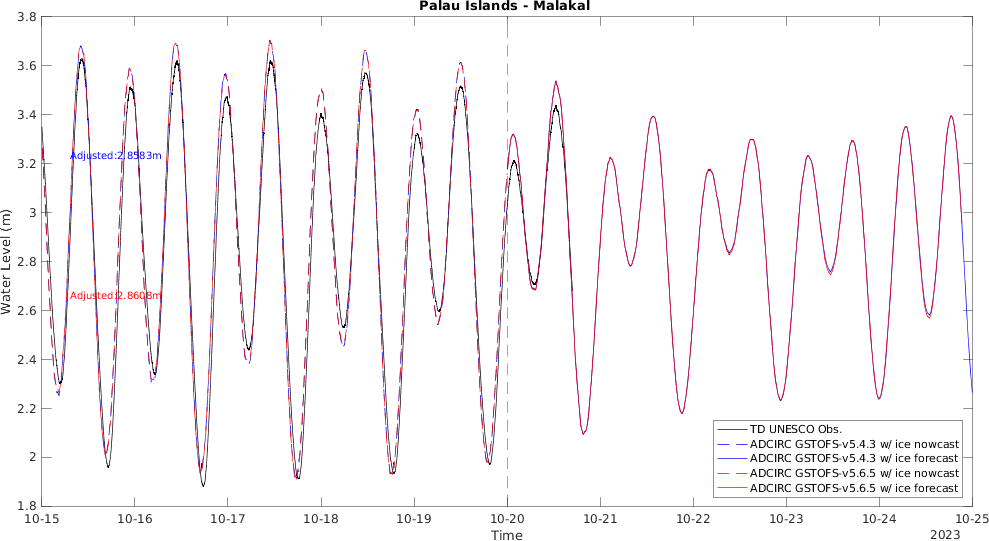 Palau Islands - Malakal
3.8
3.6
3.4
3.2
3
2.8
2.6
2.4
2.2
2
1.8
Water Level (m)
Adjusted:2.8583m
Adjusted:2.8608m
10-15
10-16
10-17
10-18
10-19
10-20
10-21
10-22
10-23
10-24
10-25
Time
2023
TD UNESCO Obs.
ADCIRC GSTOFS-v5.4.3 w/ ice nowcast
ADCIRC GSTOFS-v5.4.3 w/ ice forecast
ADCIRC GSTOFS-v5.6.5 w/ ice nowcast
ADCIRC GSTOFS-v5.6.5 w/ ice forecast